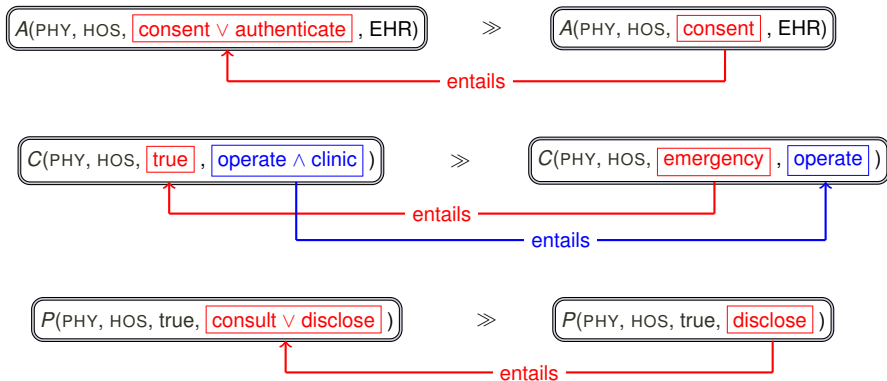 A(PHY, HOS, consent ∨ authenticate , EHR) ≫ A(PHY, HOS, consent , EHR)
entails
C(PHY, HOS, true , operate ∧ clinic ) ≫ C(PHY, HOS, emergency , operate )
entails
entails
P(PHY, HOS, true, consult ∨ disclose ) ≫ P(PHY, HOS, true, disclose )
entails